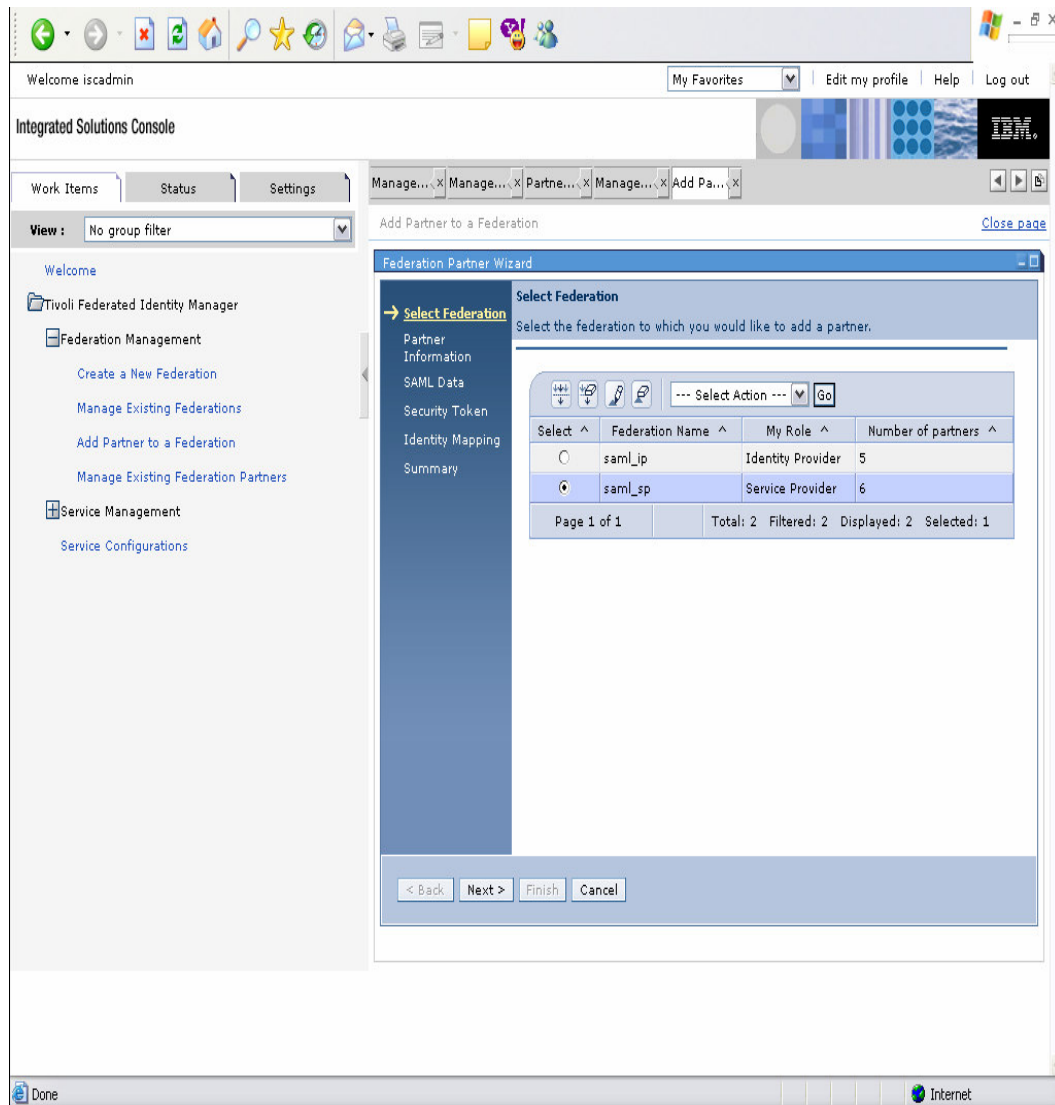 Welcome iscadmin
My Favorites
Edit my profile
Help
Log out
Integrated Solutions Console
IBM.
Work Items
Status
Settings
Manage... x
Manage... x
Partne... x
Manage... x
Add Pa... x
View : No group filter
Add Partner to a Federation
Close page
Welcome
Tivoli Federated Identity Manager
Federation Management
Create a New Federation
Manage Existing Federations
Add Partner to a Federation
Manage Existing Federation Partners
Service Management
Service Configurations
Federation Partner Wizard
Select Federation
Partner
Information
SAML Data
Security Token
Identity Mapping
Summary
Select Federation
Select the federation to which you would like to add a partner.
--- Select Action --- Go
Select ^ Federation Name ^ My Role ^ Number of partners ^
saml_ip Identity Provider 5
saml_sp Service Provider 6
Page 1 of 1 Total: 2 Filtered: 2 Displayed: 2 Selected: 1
< Back Next > Finish Cancel
Done
Internet